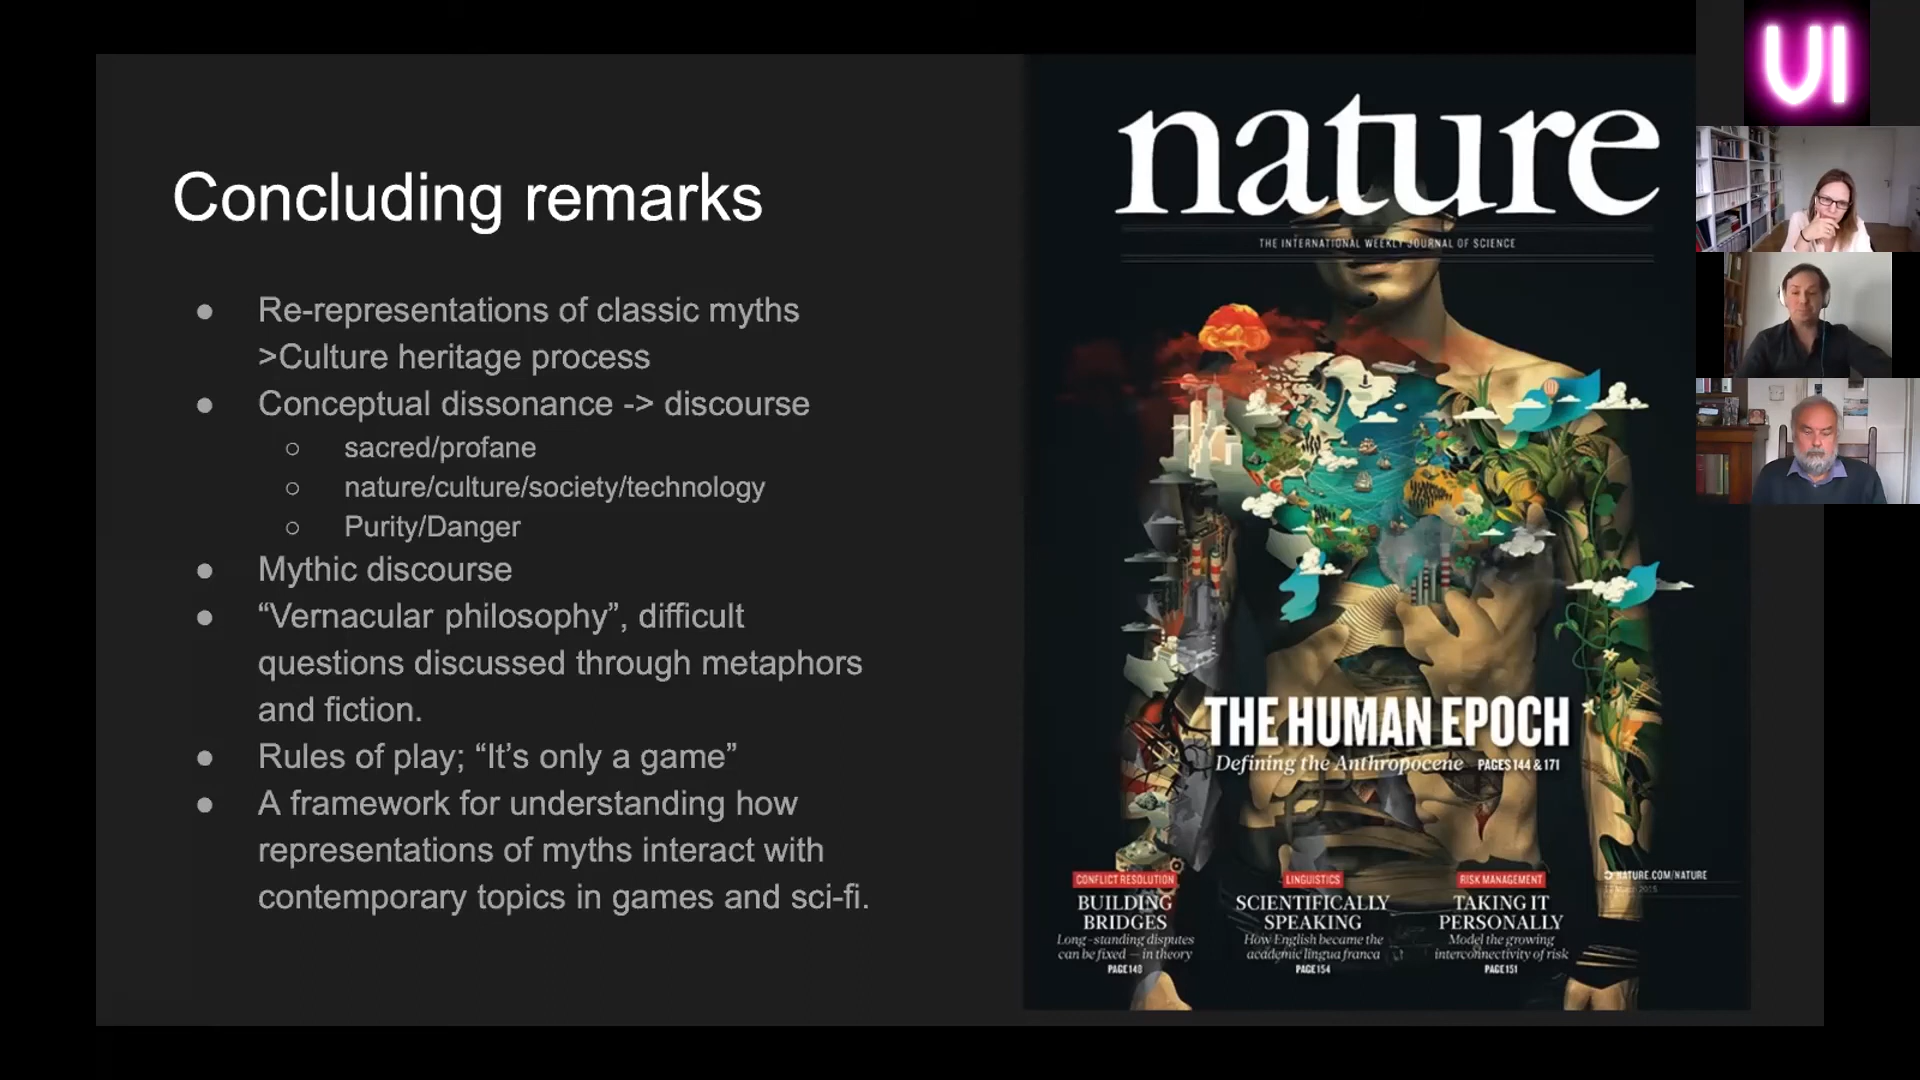 Concluding remarks
● Re-representations of classic myths
>Culture heritage process
● Conceptual dissonance -> discourse
○ sacred/profane
○ nature/culture/society/technology
○ Purity/Danger
● Mythic discourse
● “Vernacular philosophy”, difficult
questions discussed through metaphors
and fiction.
● Rules of play; “It’s only a game”
● A framework for understanding how
representations of myths interact with
contemporary topics in games and sci-fi.
nature
THE INTERNATIONAL WEEKLY JOURNAL OF SCIENCE
THE HUMAN EPOCH
Defining the Anthropocene PAGES 144 & 171
CONFLICT RESOLUTION
BUILDING
BRIDGES
Long-standing disputes
can be fixed — in theory
PAGE 148
LINGUISTICS
SCIENTIFICALLY
SPEAKING
How English became the
academic lingua franca
PAGE 154
RISK MANAGEMENT
TAKING IT
PERSONALLY
Model the growing
interconnectivity of risk
PAGE 151
NATURE.COM/NATURE
UI